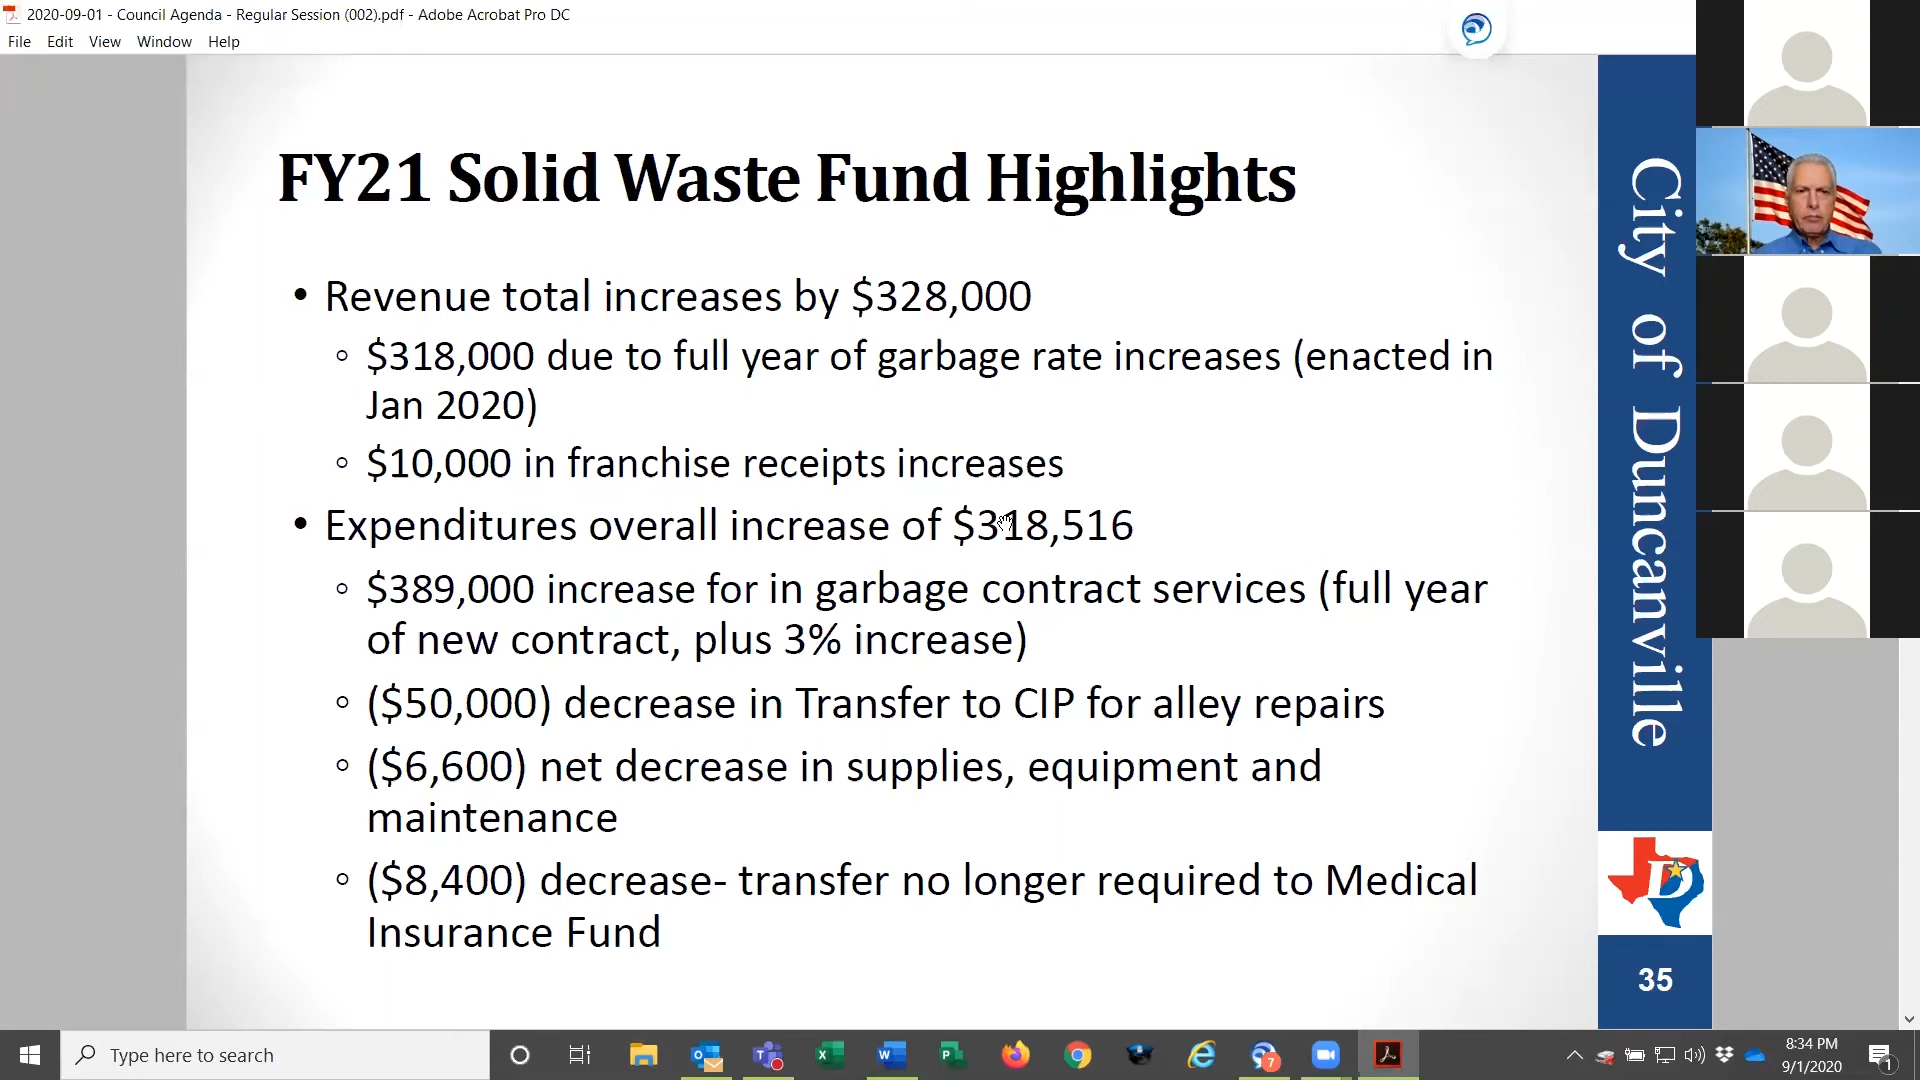 2020-09-01 - Council Agenda - Regular Session (002).pdf - Adobe Acrobat Pro DC
File Edit View Window Help
FY21 Solid Waste Fund Highlights
• Revenue total increases by $328,000
◦ $318,000 due to full year of garbage rate increases (enacted in
Jan 2020)
◦ $10,000 in franchise receipts increases
• Expenditures overall increase of $318,516
◦ $389,000 increase for in garbage contract services (full year
of new contract, plus 3% increase)
◦ ($50,000) decrease in Transfer to CIP for alley repairs
◦ ($6,600) net decrease in supplies, equipment and
maintenance
◦ ($8,400) decrease- transfer no longer required to Medical
Insurance Fund
City of Duncanville
D
35
Type here to search
7
8:34 PM
9/1/2020
1